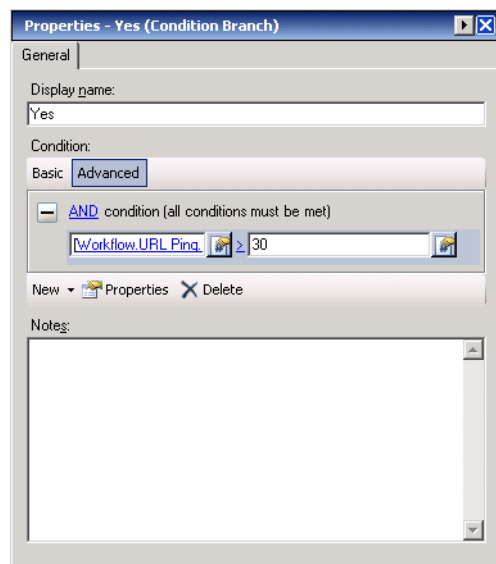 Properties - Yes (Condition Branch)
General
Display name:
Yes
Condition:
Basic Advanced
AND condition (all conditions must be met)
[Workflow.URL Ping. > 30
New Properties Delete
Notes: